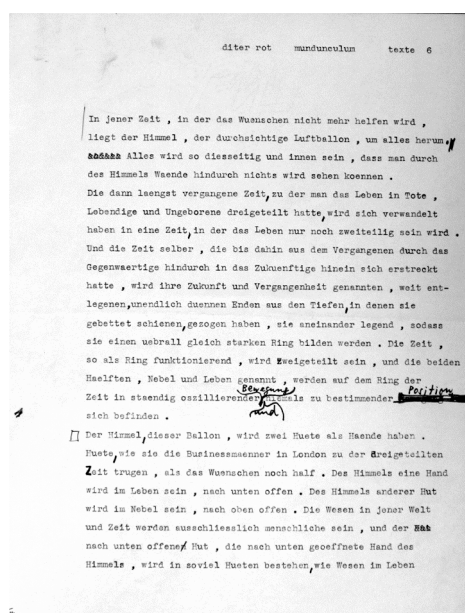 diter rot mundunculum texte 6
In jener Zeit , in der das Wuenschen nicht mehr helfen wird ,
liegt der Himmel , der durchsichtige Luftballon , um alles herum,
Alles wird so diesseitig und innen sein , dass man durch
des Himmels Waende hindurch nichts wird sehen koennen .
Die dann laengst vergangene Zeit,zu der man das Leben in Tote ,
Lebendige und Ungeborene dreigeteilt hatte,wird sich verwandelt
haben in eine Zeit,in der das Leben nur noch zweiteilig sein wird .
Und die Zeit selber , die bis dahin aus dem Vergangenen durch das
Gegenwaertige hindurch in das Zukuenftige hinein sich erstreckt
hatte , wird ihre Zukunft und Vergangenheit genannten , weit ent-
legenen,unendlich duennen Enden aus den Tiefen,in denen sie
gebettet schienen,gezogen haben , sie aneinander legend , sodass
sie einen uebrall gleich starken Ring bilden werden . Die Zeit ,
so als Ring funktionierend , wird zweigeteilt sein , und die beiden
Haelften , Nebel und Leben genannt , werden auf dem Ring der
Bewegung Position
Zeit in staendig oszillierender niemals zu bestimmender
und
sich befinden .
Der Himmel,dieser Ballon , wird zwei Huete als Haende haben .
Huete,wie sie die Businessmaenner in London zu der dreigeteilten
Zeit trugen , als das Wuenschen noch half . Des Himmels eine Hand
wird im Leben sein , nach unten offen . Des Himmels anderer Hut
wird im Nebel sein , nach oben offen . Die Wesen in jener Welt
und Zeit werden ausschliesslich menschliche sein , und der Hut
nach unten offene Hut , die nach unten geoeffnete Hand des
Himmels , wird in soviel Hueten bestehen,wie Wesen im Leben